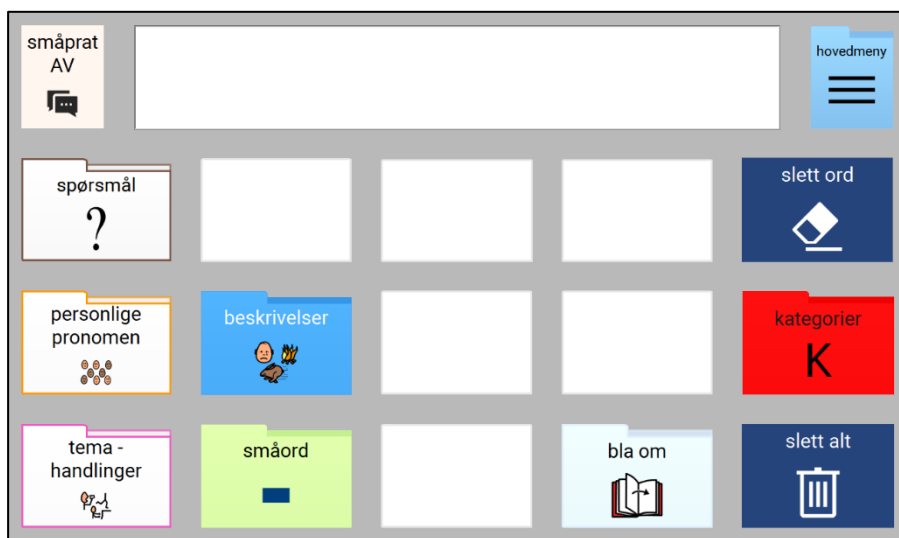 småprat
AV
hovedmeny
spørsmål
?
slett ord
personlige
pronomen
beskrivelser
kategorier
K
tema -
handlinger
småord
bla om
slett alt